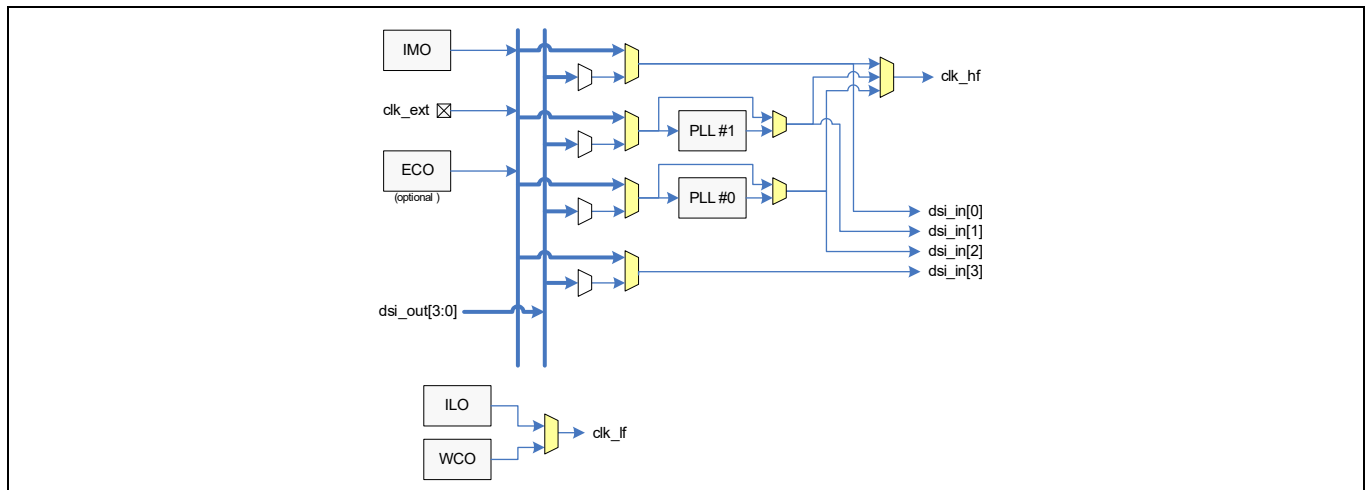 IMO
clk_hf
clk_ext
PLL #1
ECO
(optional )
PLL #0
dsi_in[0]
dsi_in[1]
dsi_in[2]
dsi_in[3]
dsi_out[3:0]
ILO
clk_lf
WCO